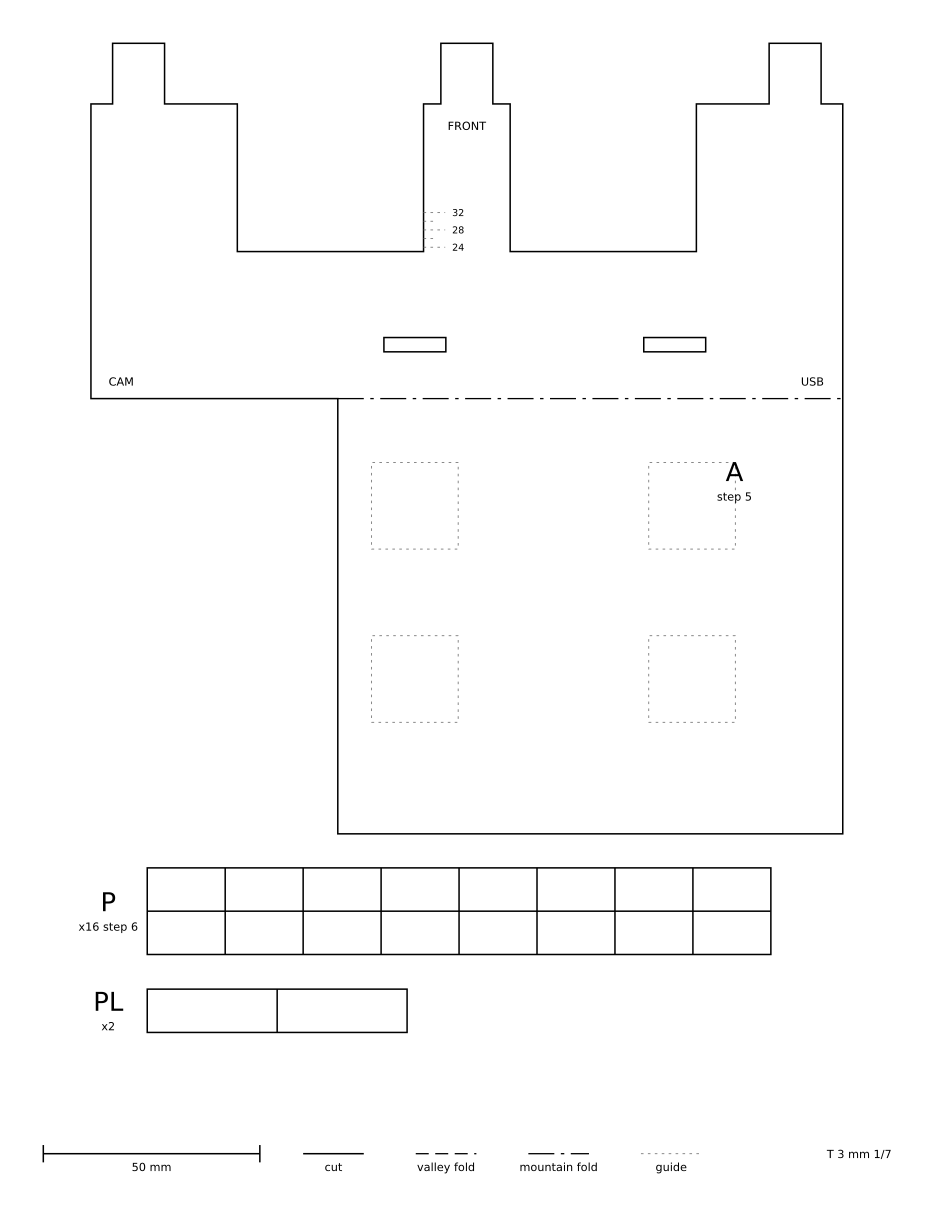 FRONT
32
28
24
CAM
USB
A
step 5
P
x16 step 6
PL
x2
50 mm
cut
valley fold
mountain fold
guide
T 3 mm 1/7